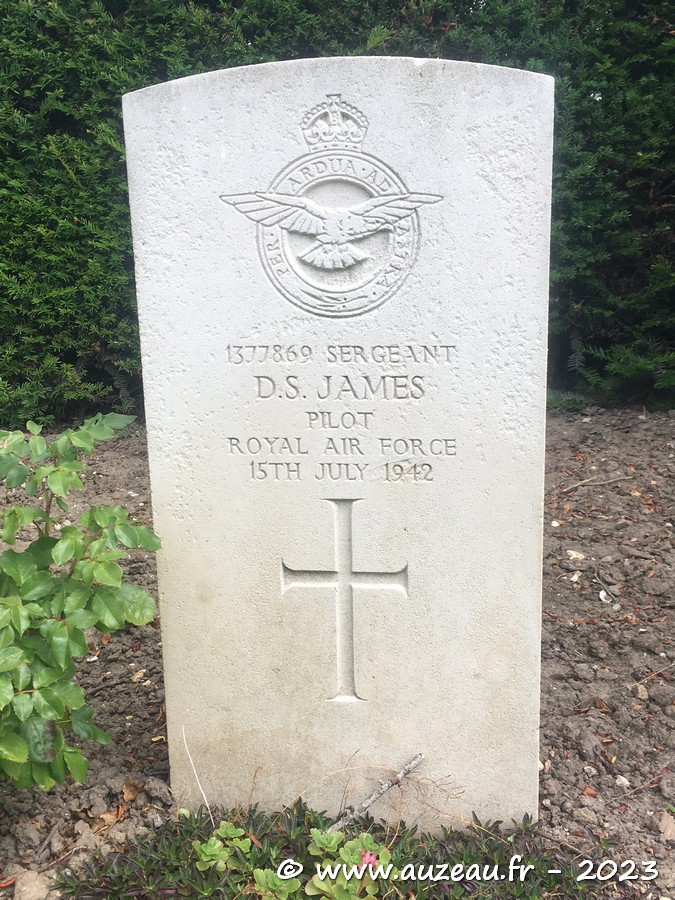 PER · ARDUA · AD · ASTRA ·
1377869 SERGEANT
D.S. JAMES
PILOT
ROYAL AIR FORCE
15TH JULY 1942
© www.auzeau.fr - 2023